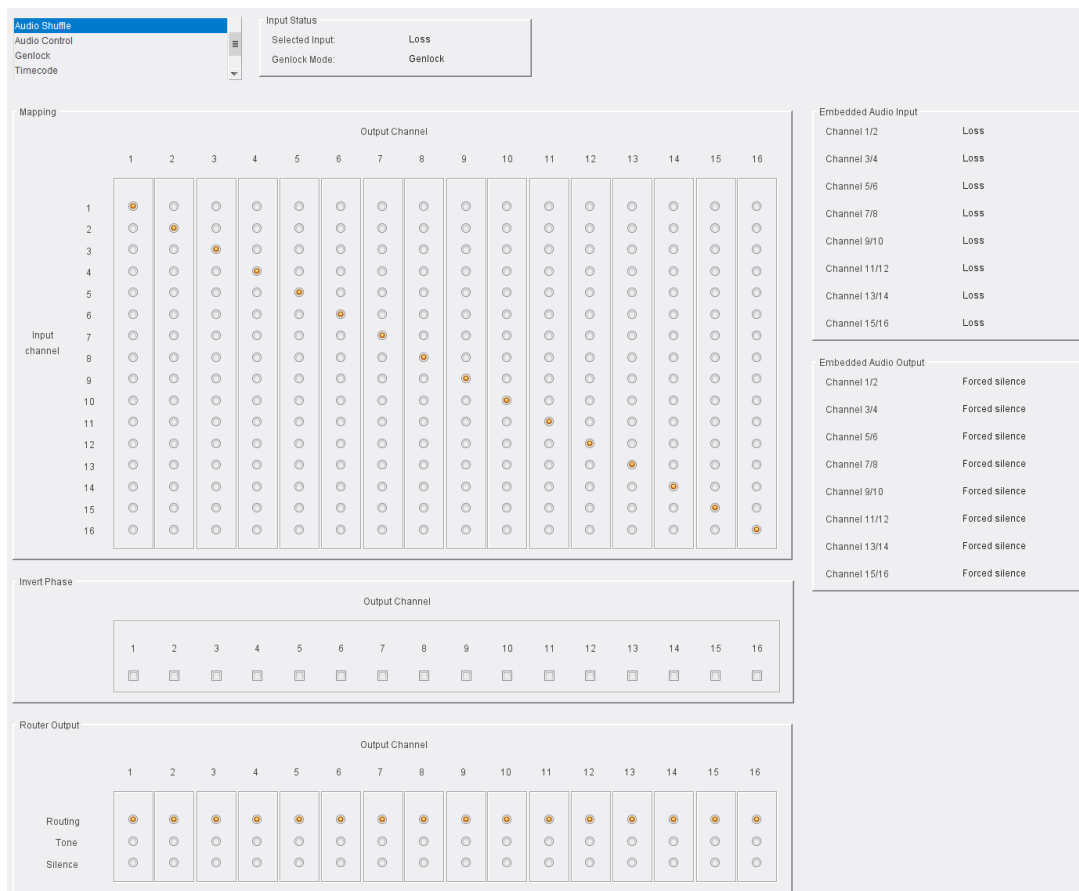 Audio Shuffle
Audio Control
Genlock
Timecode
Input Status
Selected Input: Loss
Genlock Mode: Genlock
Mapping
Output Channel
1 2 3 4 5 6 7 8 9 10 11 12 13 14 15 16
1
2
3
4
5
6
7
8
9
10
11
12
13
14
15
16
Input
channel
Embedded Audio Input
Channel 1/2 Loss
Channel 3/4 Loss
Channel 5/6 Loss
Channel 7/8 Loss
Channel 9/10 Loss
Channel 11/12 Loss
Channel 13/14 Loss
Channel 15/16 Loss
Embedded Audio Output
Channel 1/2 Forced silence
Channel 3/4 Forced silence
Channel 5/6 Forced silence
Channel 7/8 Forced silence
Channel 9/10 Forced silence
Channel 11/12 Forced silence
Channel 13/14 Forced silence
Channel 15/16 Forced silence
Invert Phase
Output Channel
1 2 3 4 5 6 7 8 9 10 11 12 13 14 15 16
Router Output
Output Channel
1 2 3 4 5 6 7 8 9 10 11 12 13 14 15 16
Routing
Tone
Silence